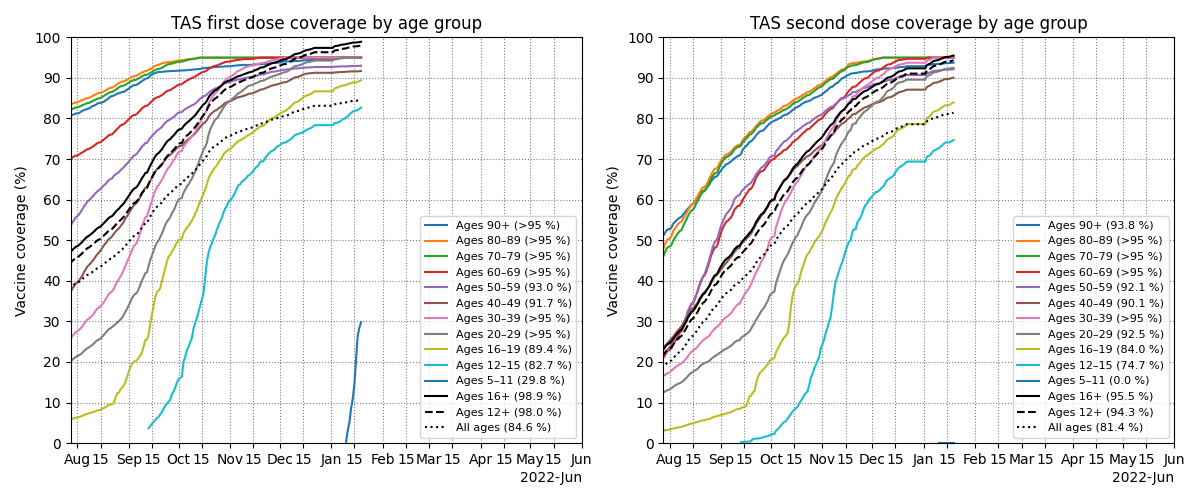 TAS first dose coverage by age group
Vaccine coverage (%)
100
90
80
70
60
50
40
30
20
10
0
Aug 15 Sep 15 Oct 15 Nov 15 Dec 15 Jan 15 Feb 15 Mar 15 Apr 15 May 15 Jun
2022-Jun
Ages 90+ (>95 %)
Ages 80–89 (>95 %)
Ages 70–79 (>95 %)
Ages 60–69 (>95 %)
Ages 50–59 (93.0 %)
Ages 40–49 (91.7 %)
Ages 30–39 (>95 %)
Ages 20–29 (>95 %)
Ages 16–19 (89.4 %)
Ages 12–15 (82.7 %)
Ages 5–11 (29.8 %)
Ages 16+ (98.9 %)
Ages 12+ (98.0 %)
All ages (84.6 %)
TAS second dose coverage by age group
Vaccine coverage (%)
100
90
80
70
60
50
40
30
20
10
0
Aug 15 Sep 15 Oct 15 Nov 15 Dec 15 Jan 15 Feb 15 Mar 15 Apr 15 May 15 Jun
2022-Jun
Ages 90+ (93.8 %)
Ages 80–89 (>95 %)
Ages 70–79 (>95 %)
Ages 60–69 (>95 %)
Ages 50–59 (92.1 %)
Ages 40–49 (90.1 %)
Ages 30–39 (>95 %)
Ages 20–29 (92.5 %)
Ages 16–19 (84.0 %)
Ages 12–15 (74.7 %)
Ages 5–11 (0.0 %)
Ages 16+ (95.5 %)
Ages 12+ (94.3 %)
All ages (81.4 %)